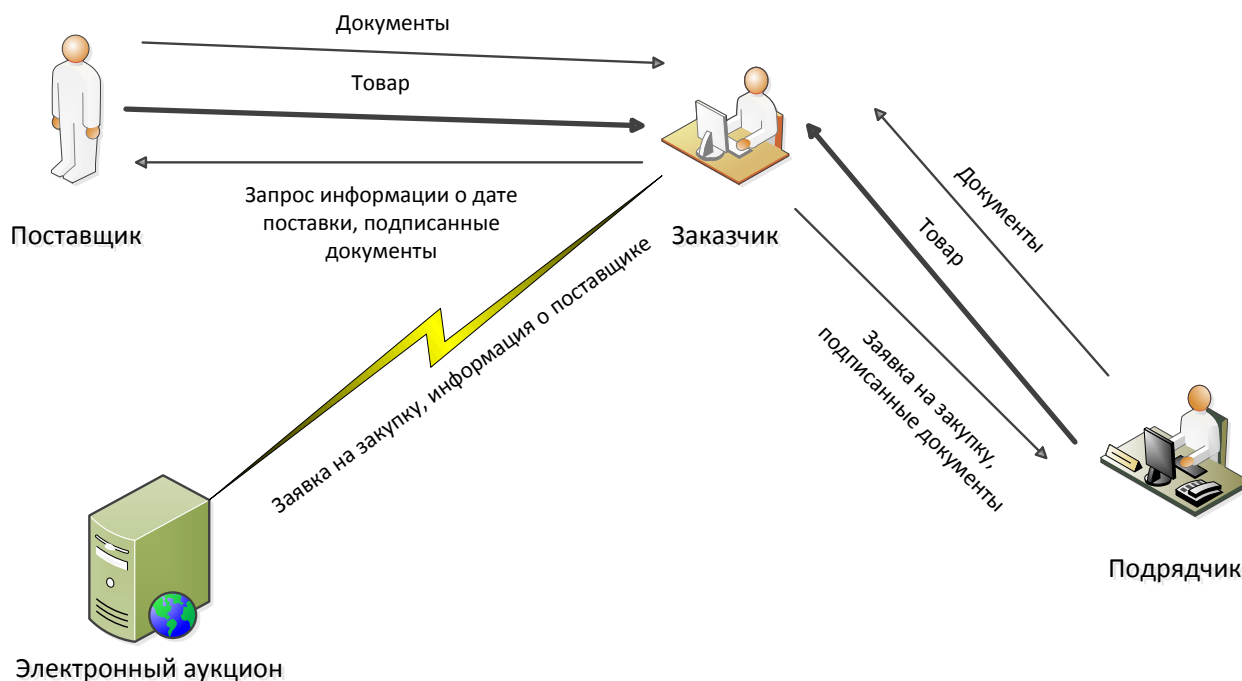 Документы
Товар
Запрос информации о дате
поставки, подписанные
документы
Поставщик
Заказчик
Документы
Товар
Заявка на закупку, информация о поставщике
Заявка на закупку,
подписанные документы
Подрядчик
Электронный аукцион